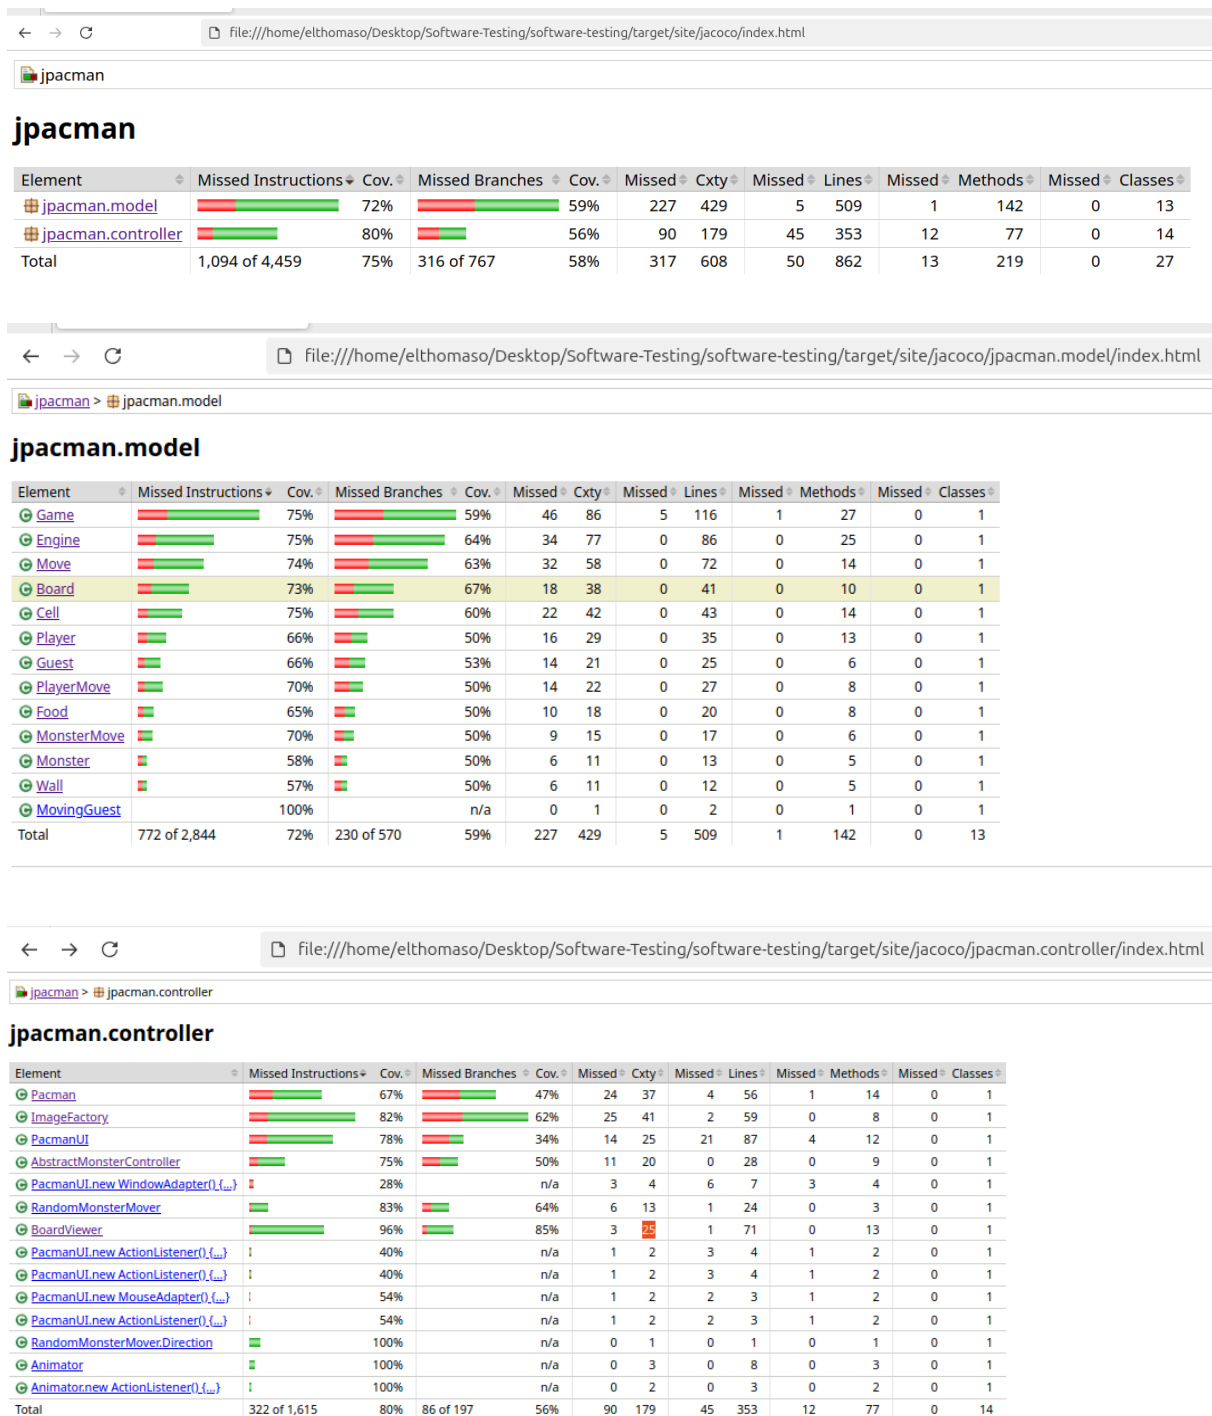 file:///home/elthomaso/Desktop/Software-Testing/software-testing/target/site/jacoco/index.html
jpacman
jpacman
Element Missed Instructions Cov. Missed Branches Cov. Missed Cxty Missed Lines Missed Methods Missed Classes
jpacman.model 72% 59% 227 429 5 509 1 142 0 13
jpacman.controller 80% 56% 90 179 45 353 12 77 0 14
Total 1,094 of 4,459 75% 316 of 767 58% 317 608 50 862 13 219 0 27
file:///home/elthomaso/Desktop/Software-Testing/software-testing/target/site/jacoco/jpacman.model/index.html
jpacman > jpacman.model
jpacman.model
Element Missed Instructions Cov. Missed Branches Cov. Missed Cxty Missed Lines Missed Methods Missed Classes
Game 75% 59% 46 86 5 116 1 27 0 1
Engine 75% 64% 34 77 0 86 0 25 0 1
Move 74% 63% 32 58 0 72 0 14 0 1
Board 73% 67% 18 38 0 41 0 10 0 1
Cell 75% 60% 22 42 0 43 0 14 0 1
Player 66% 50% 16 29 0 35 0 13 0 1
Guest 66% 53% 14 21 0 25 0 6 0 1
PlayerMove 70% 50% 14 22 0 27 0 8 0 1
Food 65% 50% 10 18 0 20 0 8 0 1
MonsterMove 70% 50% 9 15 0 17 0 6 0 1
Monster 58% 50% 6 11 0 13 0 5 0 1
Wall 57% 50% 6 11 0 12 0 5 0 1
MovingGuest 100% n/a 0 1 0 2 0 1 0 1
Total 772 of 2,844 72% 230 of 570 59% 227 429 5 509 1 142 0 13
file:///home/elthomaso/Desktop/Software-Testing/software-testing/target/site/jacoco/jpacman.controller/index.html
jpacman > jpacman.controller
jpacman.controller
Element Missed Instructions Cov. Missed Branches Cov. Missed Cxty Missed Lines Missed Methods Missed Classes
Pacman 67% 47% 24 37 4 56 1 14 0 1
ImageFactory 82% 62% 25 41 2 59 0 8 0 1
PacmanUI 78% 34% 14 25 21 87 4 12 0 1
AbstractMonsterController 75% 50% 11 20 0 28 0 9 0 1
PacmanUI.new WindowAdapter() {...} 28% n/a 3 4 6 7 3 4 0 1
RandomMonsterMover 83% 64% 6 13 1 24 0 3 0 1
BoardViewer 96% 85% 3 25 1 71 0 13 0 1
PacmanUI.new ActionListener() {...} 40% n/a 1 2 3 4 1 2 0 1
PacmanUI.new ActionListener() {...} 40% n/a 1 2 3 4 1 2 0 1
PacmanUI.new MouseAdapter() {...} 54% n/a 1 2 2 3 1 2 0 1
PacmanUI.new ActionListener() {...} 54% n/a 1 2 2 3 1 2 0 1
RandomMonsterMover.Direction 100% n/a 0 1 0 1 0 1 0 1
Animator 100% n/a 0 3 0 8 0 3 0 1
Animator.new ActionListener() {...} 100% n/a 0 2 0 3 0 2 0 1
Total 322 of 1,615 80% 86 of 197 56% 90 179 45 353 12 77 0 14